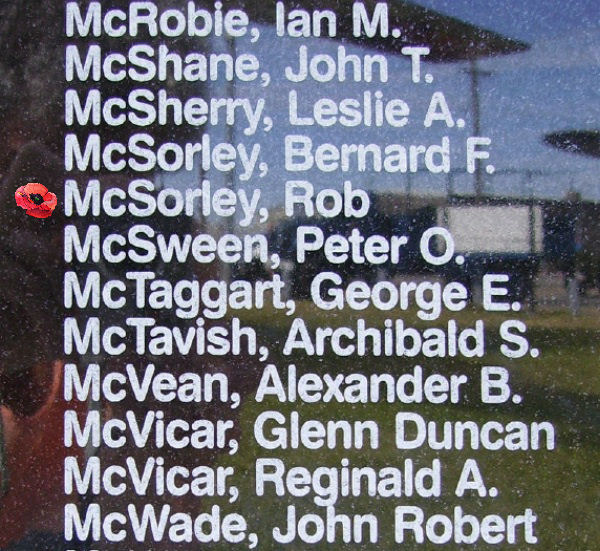 McRobie, Ian M.
McShane, John T.
McSherry, Leslie A.
McSorley, Bernard F.
McSorley, Rob
McSween, Peter O.
McTaggart, George E.
McTavish, Archibald S.
McVean, Alexander B.
McVicar, Glenn Duncan
McVicar, Reginald A.
McWade, John Robert